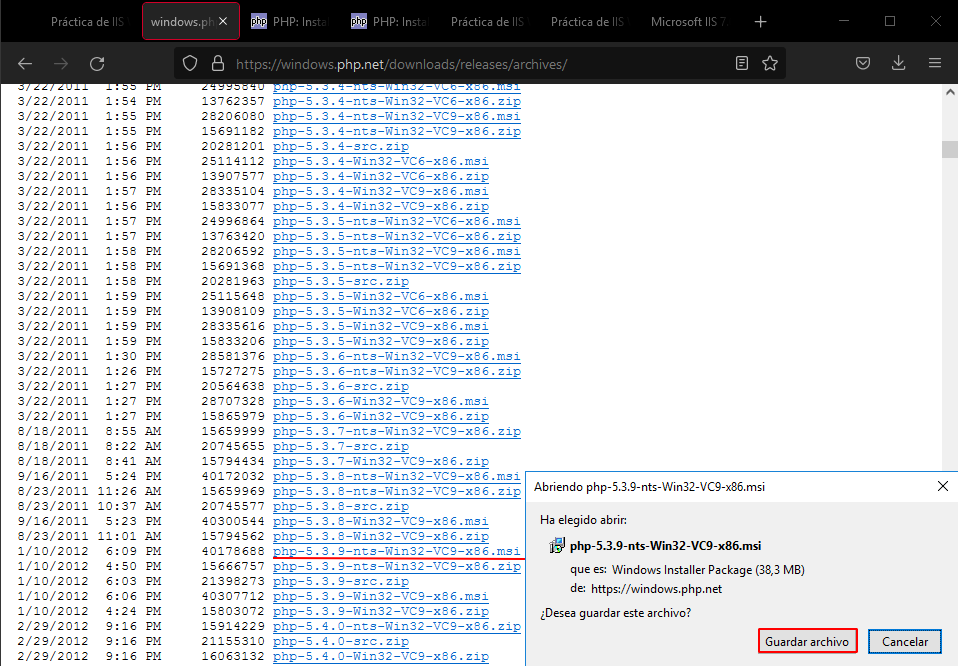 Práctica de IIS
windows.ph
PHP: Insta
PHP: Insta
Práctica de IIS
Práctica de IIS
Microsoft IIS 7.
https://windows.php.net/downloads/releases/archives/
3/22/2011 1:55 PM 24995840 php-5.3.4-nts-Win32-VC6-x86.msi
3/22/2011 1:54 PM 13762357 php-5.3.4-nts-Win32-VC6-x86.zip
3/22/2011 1:55 PM 28206080 php-5.3.4-nts-Win32-VC9-x86.msi
3/22/2011 1:55 PM 15691182 php-5.3.4-nts-Win32-VC9-x86.zip
3/22/2011 1:56 PM 20281201 php-5.3.4-src.zip
3/22/2011 1:56 PM 25114112 php-5.3.4-Win32-VC6-x86.msi
3/22/2011 1:56 PM 13907577 php-5.3.4-Win32-VC6-x86.zip
3/22/2011 1:57 PM 28335104 php-5.3.4-Win32-VC9-x86.msi
3/22/2011 1:56 PM 15833077 php-5.3.4-Win32-VC9-x86.zip
3/22/2011 1:57 PM 24996864 php-5.3.5-nts-Win32-VC6-x86.msi
3/22/2011 1:57 PM 13763420 php-5.3.5-nts-Win32-VC6-x86.zip
3/22/2011 1:58 PM 28206592 php-5.3.5-nts-Win32-VC9-x86.msi
3/22/2011 1:58 PM 15691368 php-5.3.5-nts-Win32-VC9-x86.zip
3/22/2011 1:58 PM 20281963 php-5.3.5-src.zip
3/22/2011 1:59 PM 25115648 php-5.3.5-Win32-VC6-x86.msi
3/22/2011 1:59 PM 13908109 php-5.3.5-Win32-VC6-x86.zip
3/22/2011 1:59 PM 28335616 php-5.3.5-Win32-VC9-x86.msi
3/22/2011 1:59 PM 15833206 php-5.3.5-Win32-VC9-x86.zip
3/22/2011 1:30 PM 28581376 php-5.3.6-nts-Win32-VC9-x86.msi
3/22/2011 1:26 PM 15727275 php-5.3.6-nts-Win32-VC9-x86.zip
3/22/2011 1:27 PM 20564638 php-5.3.6-src.zip
3/22/2011 1:27 PM 28707328 php-5.3.6-Win32-VC9-x86.msi
3/22/2011 1:27 PM 15865979 php-5.3.6-Win32-VC9-x86.zip
8/18/2011 8:55 AM 15659999 php-5.3.7-nts-Win32-VC9-x86.zip
8/18/2011 8:22 AM 20745655 php-5.3.7-src.zip
8/18/2011 8:41 AM 15794434 php-5.3.7-Win32-VC9-x86.zip
9/16/2011 5:24 PM 40172032 php-5.3.8-nts-Win32-VC9-x86.msi
8/23/2011 11:26 AM 15659969 php-5.3.8-nts-Win32-VC9-x86.zip
8/23/2011 10:37 AM 20745577 php-5.3.8-src.zip
9/16/2011 5:23 PM 40300544 php-5.3.8-Win32-VC9-x86.msi
8/23/2011 11:01 AM 15794562 php-5.3.8-Win32-VC9-x86.zip
1/10/2012 6:09 PM 40178688 php-5.3.9-nts-Win32-VC9-x86.msi
1/10/2012 4:50 PM 15666757 php-5.3.9-nts-Win32-VC9-x86.zip
1/10/2012 6:03 PM 21398273 php-5.3.9-src.zip
1/10/2012 6:06 PM 40307712 php-5.3.9-Win32-VC9-x86.msi
1/10/2012 4:24 PM 15803072 php-5.3.9-Win32-VC9-x86.zip
2/29/2012 9:16 PM 15914229 php-5.4.0-nts-Win32-VC9-x86.zip
2/29/2012 9:16 PM 21155310 php-5.4.0-src.zip
2/29/2012 9:16 PM 16063132 php-5.4.0-Win32-VC9-x86.zip
Abriendo php-5.3.9-nts-Win32-VC9-x86.msi
Ha elegido abrir:
php-5.3.9-nts-Win32-VC9-x86.msi
que es: Windows Installer Package (38,3 MB)
de: https://windows.php.net
¿Desea guardar este archivo?
Guardar archivo
Cancelar